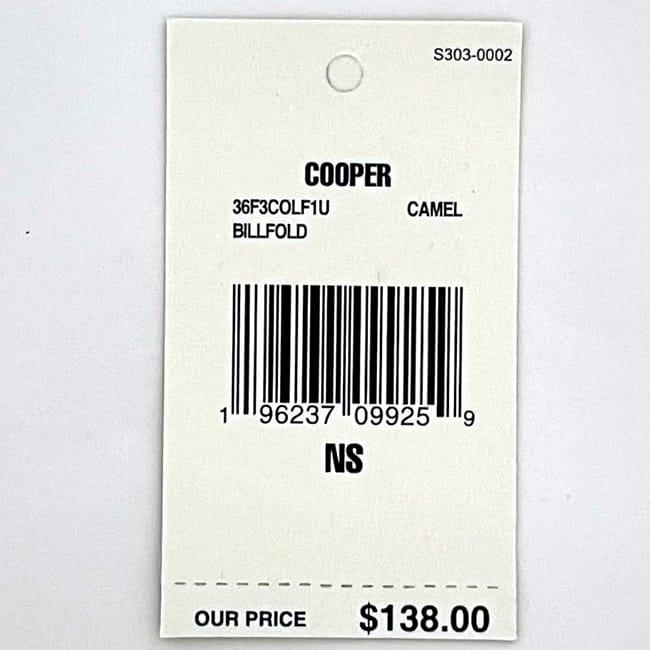 S303-0002
COOPER
36F3COLF1U CAMEL
BILLFOLD
1 96237 09925 9
NS
OUR PRICE $138.00